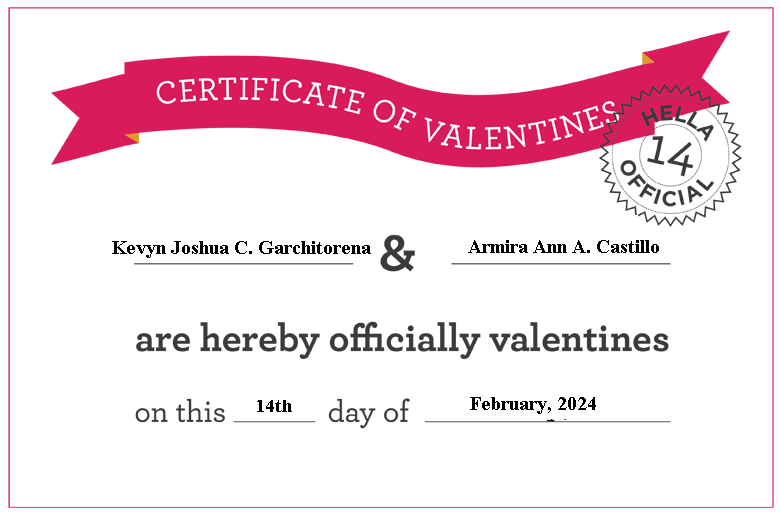 CERTIFICATE OF VALENTINES
HELLA
14
OFFICIAL
Kevyn Joshua C. Garchitorena & Armira Ann A. Castillo
are hereby officially valentines
on this 14th day of February, 2024